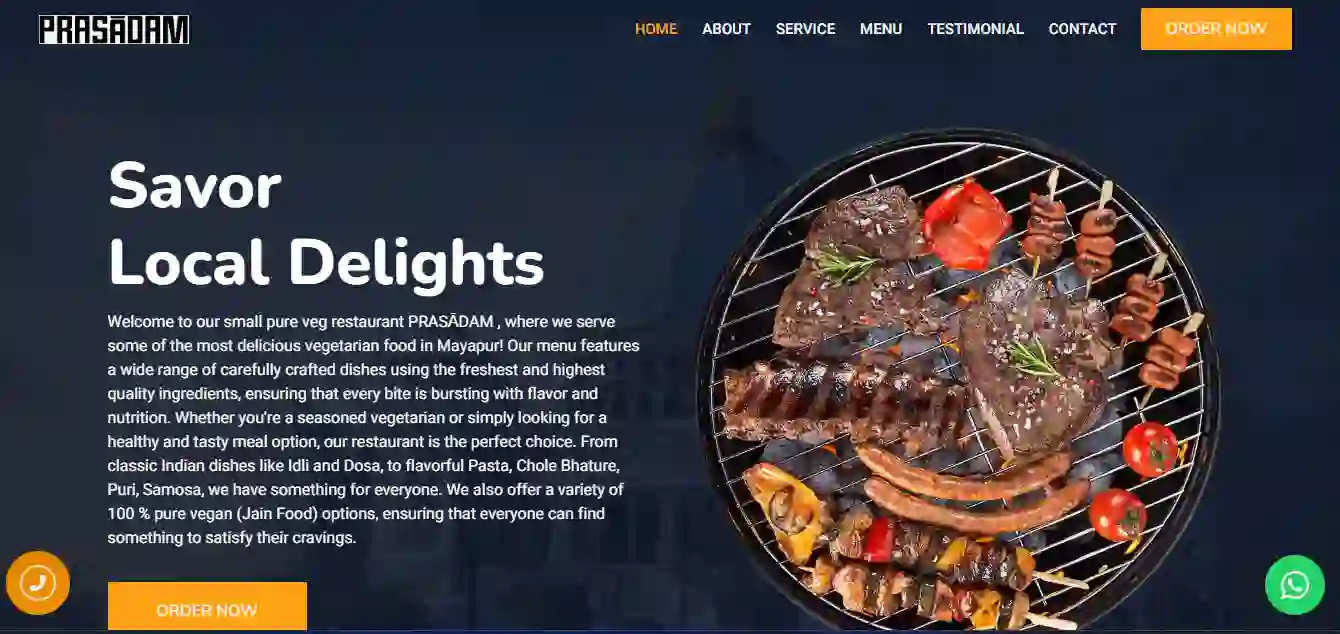 PRASĀDAM
HOME ABOUT SERVICE MENU TESTIMONIAL CONTACT ORDER NOW
Savor
Local Delights
Welcome to our small pure veg restaurant PRASĀDAM , where we serve
some of the most delicious vegetarian food in Mayapur! Our menu features
a wide range of carefully crafted dishes using the freshest and highest
quality ingredients, ensuring that every bite is bursting with flavor and
nutrition. Whether you're a seasoned vegetarian or simply looking for a
healthy and tasty meal option, our restaurant is the perfect choice. From
classic Indian dishes like Idli and Dosa, to flavorful Pasta, Chole Bhature,
Puri, Samosa, we have something for everyone. We also offer a variety of
100 % pure vegan (Jain Food) options, ensuring that everyone can find
something to satisfy their cravings.
ORDER NOW